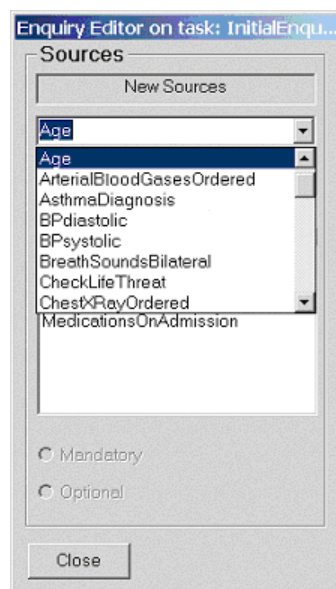 Enquiry Editor on task: InitialEnqu...
Sources
New Sources
Age
Age
ArterialBloodGasesOrdered
AsthmaDiagnosis
BPdiastolic
BPsystolic
BreathSoundsBilateral
CheckLifeThreat
ChestXRayOrdered
MedicationsOnAdmission
Mandatory
Optional
Close